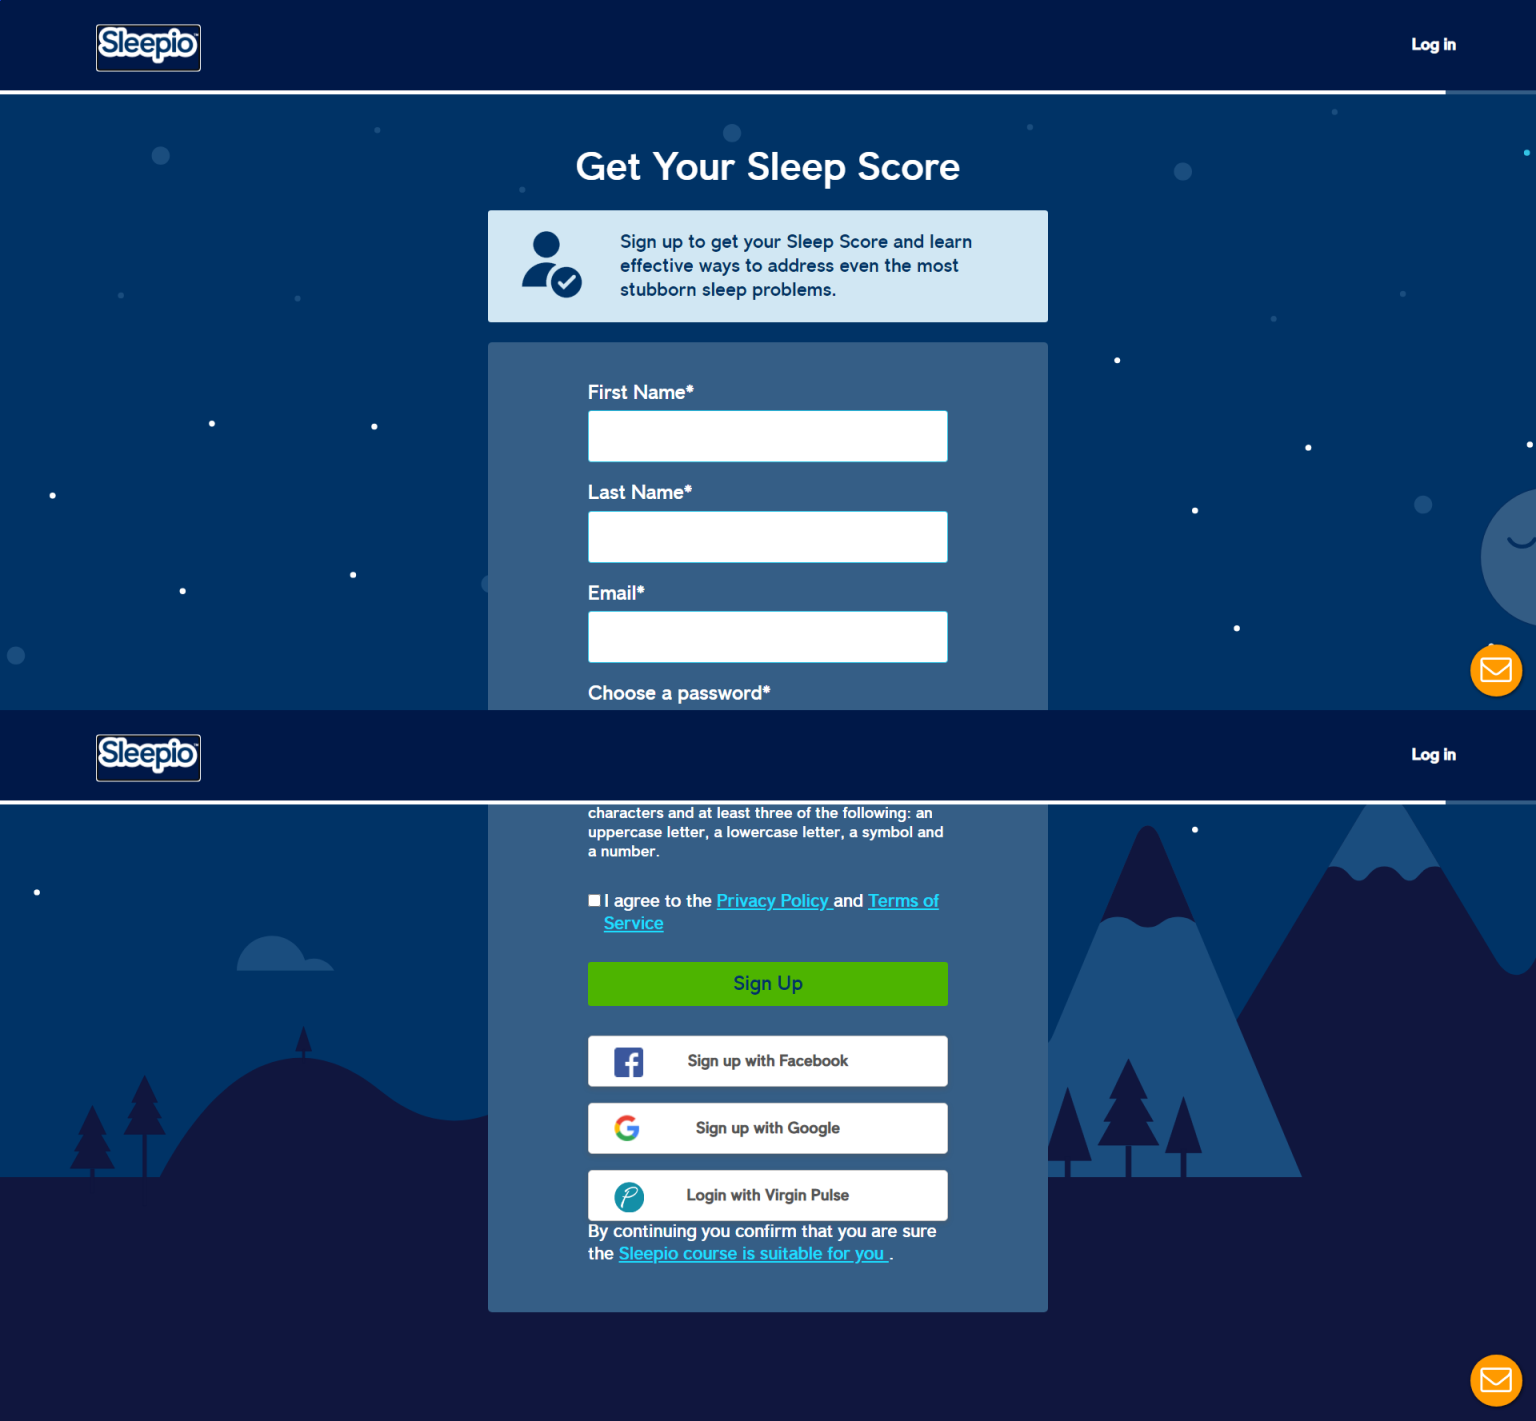 Sleepio™
Log in
Get Your Sleep Score
Sign up to get your Sleep Score and learn
effective ways to address even the most
stubborn sleep problems.
First Name*
Last Name*
Email*
Choose a password*
Sleepio™
Log in
characters and at least three of the following: an
uppercase letter, a lowercase letter, a symbol and
a number.
I agree to the Privacy Policy and Terms of
Service
Sign Up
Sign up with Facebook
Sign up with Google
Login with Virgin Pulse
By continuing you confirm that you are sure
the Sleepio course is suitable for you .